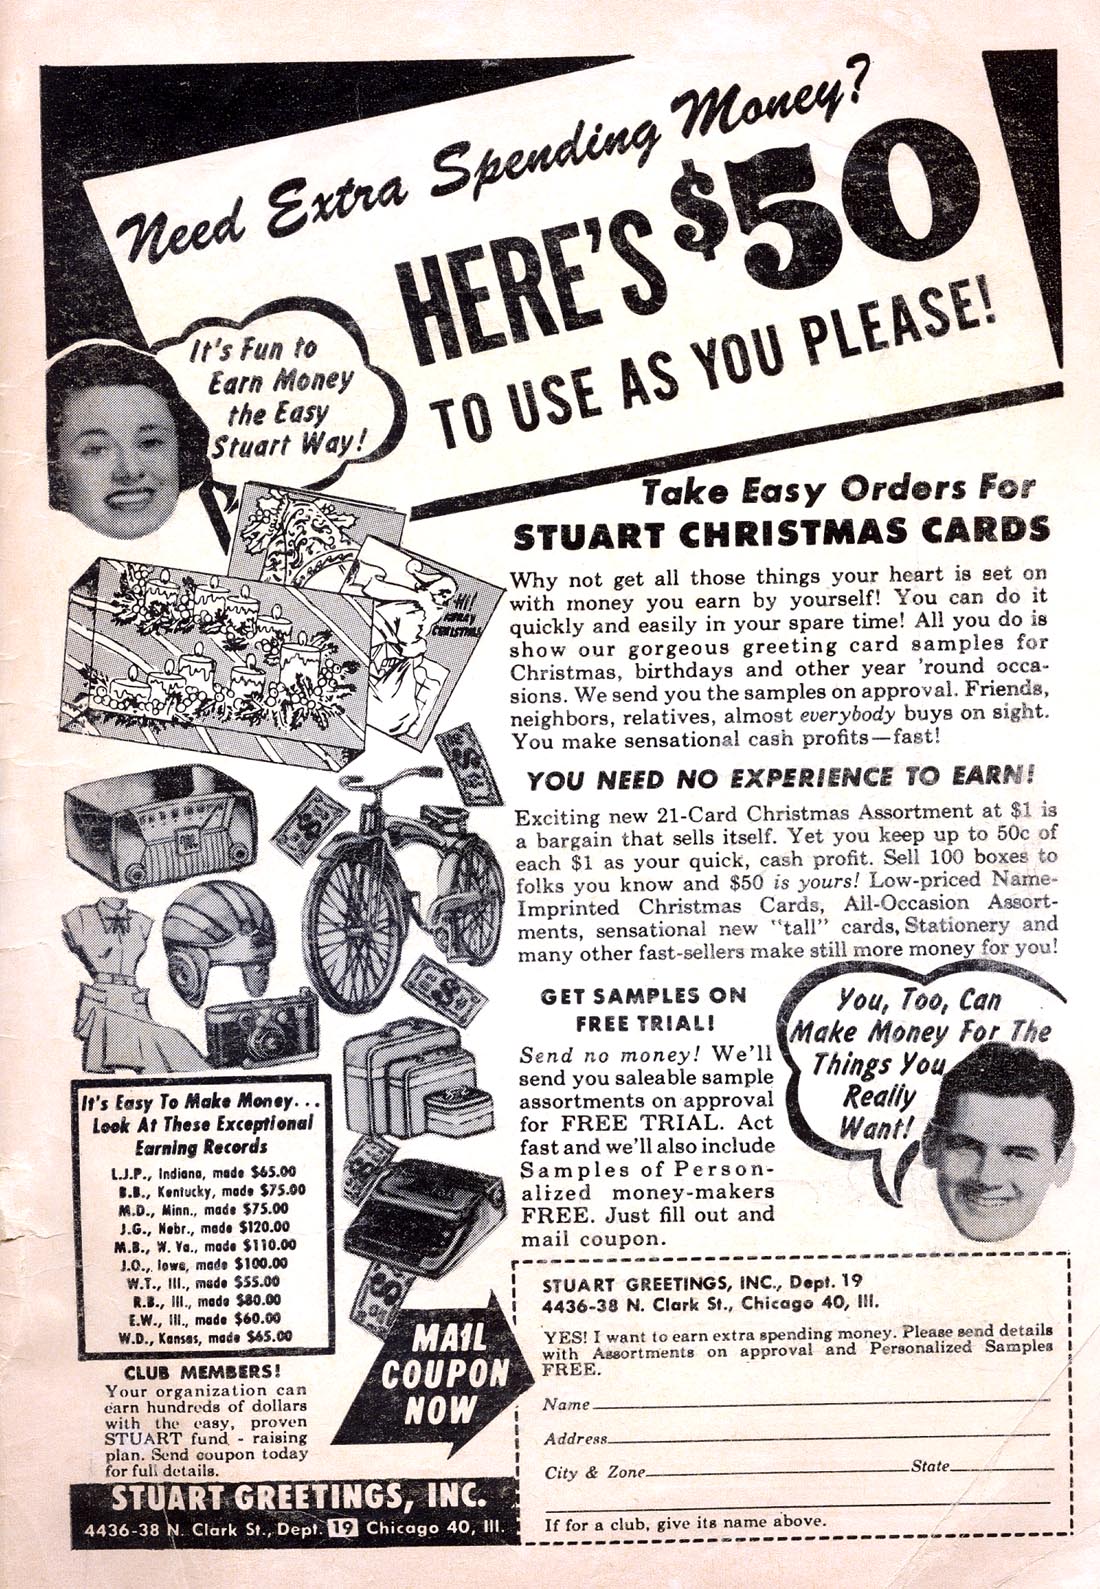 Need Extra Spending Money?
HERE'S $50
TO USE AS YOU PLEASE!
It's Fun to
Earn Money
the Easy
Stuart Way!
Take Easy Orders For
STUART CHRISTMAS CARDS
Hi!
MERRY
CHRISTMAS
Why not get all those things your heart is set on
with money you earn by yourself! You can do it
quickly and easily in your spare time! All you do is
show our gorgeous greeting card samples for
Christmas, birthdays and other year 'round occa-
sions. We send you the samples on approval. Friends,
neighbors, relatives, almost everybody buys on sight.
You make sensational cash profits—fast!
YOU NEED NO EXPERIENCE TO EARN!
Exciting new 21-Card Christmas Assortment at $1 is
a bargain that sells itself. Yet you keep up to 50c of
each $1 as your quick, cash profit. Sell 100 boxes to
folks you know and $50 is yours! Low-priced Name-
Imprinted Christmas Cards, All-Occasion Assort-
ments, sensational new "tall" cards, Stationery and
many other fast-sellers make still more money for you!
GET SAMPLES ON
FREE TRIAL!
Send no money! We'll
send you saleable sample
assortments on approval
for FREE TRIAL. Act
fast and we'll also include
Samples of Person-
alized money-makers
FREE. Just fill out and
mail coupon.
You, Too, Can
Make Money For The
Things You
Really
Want!
It's Easy To Make Money...
Look At These Exceptional
Earning Records
L.J.P., Indiana, made $65.00
B.B., Kentucky, made $75.00
M.D., Minn., made $75.00
J.G., Nebr., made $120.00
M.B., W. Va., made $110.00
J.O., Iowa, made $100.00
W.T., Ill., made $55.00
R.B., Ill., made $80.00
E.W., Ill., made $60.00
W.D., Kansas, made $65.00
CLUB MEMBERS!
Your organization can
earn hundreds of dollars
with the easy, proven
STUART fund - raising
plan. Send coupon today
for full details.
MAIL
COUPON
NOW
STUART GREETINGS, INC.
4436-38 N. Clark St., Dept. 19 Chicago 40, Ill.
STUART GREETINGS, INC., Dept. 19
4436-38 N. Clark St., Chicago 40, Ill.
YES! I want to earn extra spending money. Please send details
with Assortments on approval and Personalized Samples
FREE.
Name
Address
City & Zone State
If for a club, give its name above.